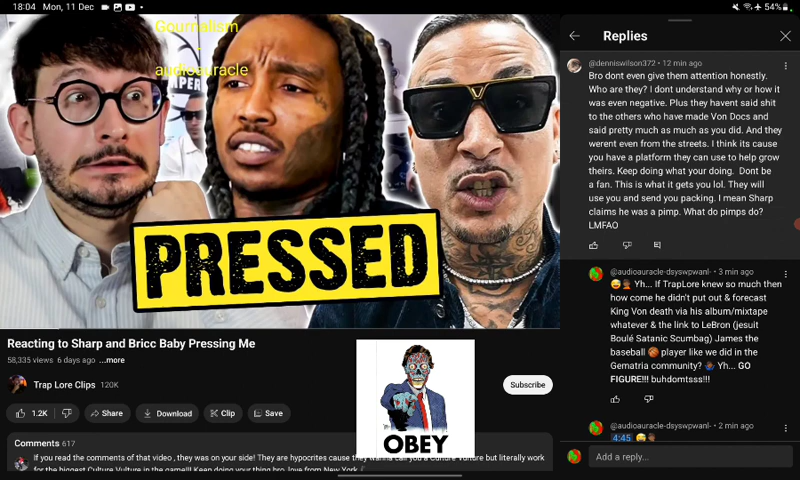 18:04 Mon, 11 Dec
54%
Gournalism
-
audioauracle
PRESSED
Reacting to Sharp and Bricc Baby Pressing Me
58,335 views 6 days ago ...more
Trap Lore Clips 120K
Subscribe
1.2K Share Download Clip Save
OBEY
Comments 617
If you read the comments of that video , they was on your side! They are hypocrites cause they wanna call you a Culture Vulture but literally work
for the biggest Culture Vulture in the game!!! Keep doing your thing bro, love from New York
Replies
@denniswilson372 • 12 min ago
Bro dont even give them attention honestly.
Who are they? I dont understand why or how it
was even negative. Plus they havent said shit
to the others who have made Von Docs and
said pretty much as much as you did. And they
werent even from the streets. I think its cause
you have a platform they can use to help grow
theirs. Keep doing what your doing. Dont be
a fan. This is what it gets you lol. They will
use you and send you packing. I mean Sharp
claims he was a pimp. What do pimps do?
LMFAO
@audioauracle-dsyswpwanl- • 3 min ago
😅🤦🏿 Yh... If TrapLore knew so much then
how come he didn't put out & forecast
King Von death via his album/mixtape
whatever & the link to LeBron (jesuit
Boulé Satanic Scumbag) James the
baseball 🏀 player like we did in the
Gematria community? 🤷🏿 Yh... GO
FIGURE!!! buhdomtsss!!!
@audioauracle-dsyswpwanl- • 2 min ago
4:45
Add a reply...